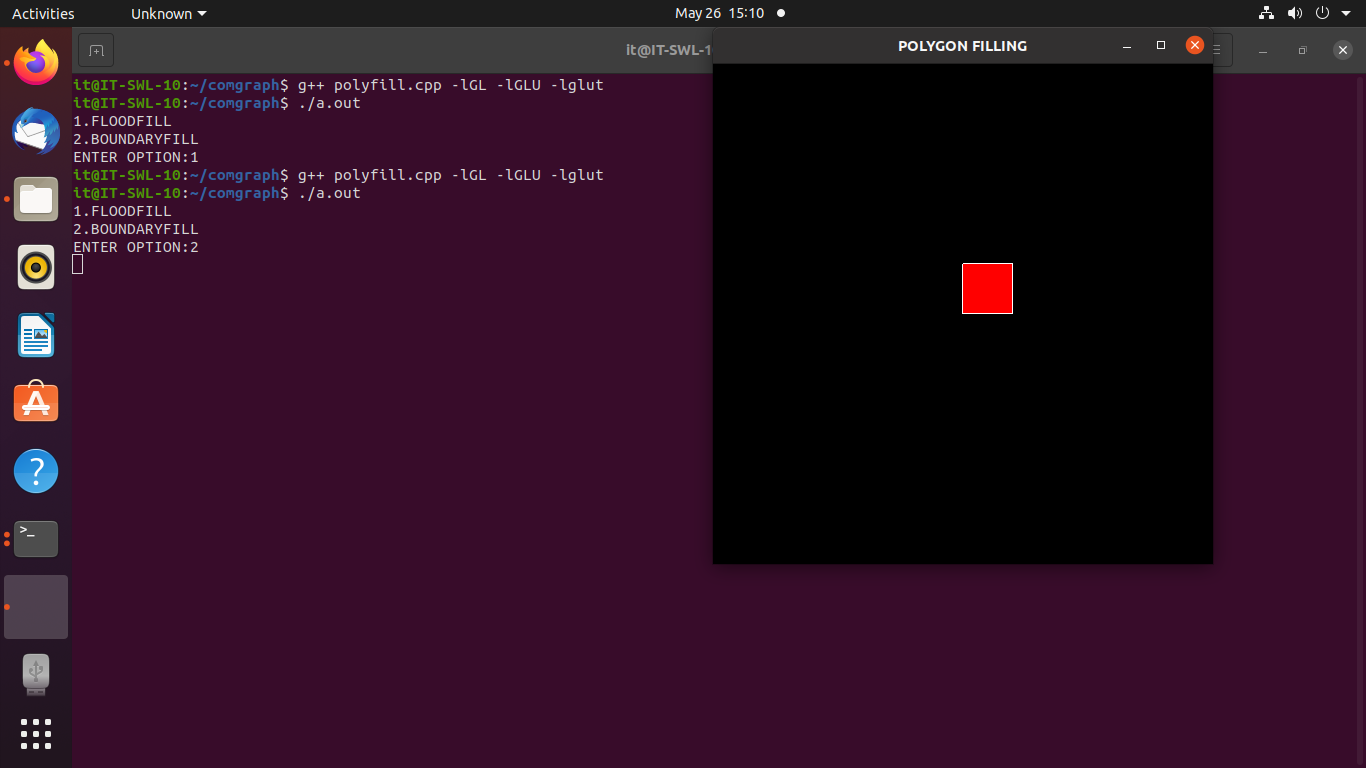 Activities Unknown May 26 15:10
it@IT-SWL-1
POLYGON FILLING
it@IT-SWL-10:~/comgraph$ g++ polyfill.cpp -lGL -lGLU -lglut
it@IT-SWL-10:~/comgraph$ ./a.out
1.FLOODFILL
2.BOUNDARYFILL
ENTER OPTION:1
it@IT-SWL-10:~/comgraph$ g++ polyfill.cpp -lGL -lGLU -lglut
it@IT-SWL-10:~/comgraph$ ./a.out
1.FLOODFILL
2.BOUNDARYFILL
ENTER OPTION:2